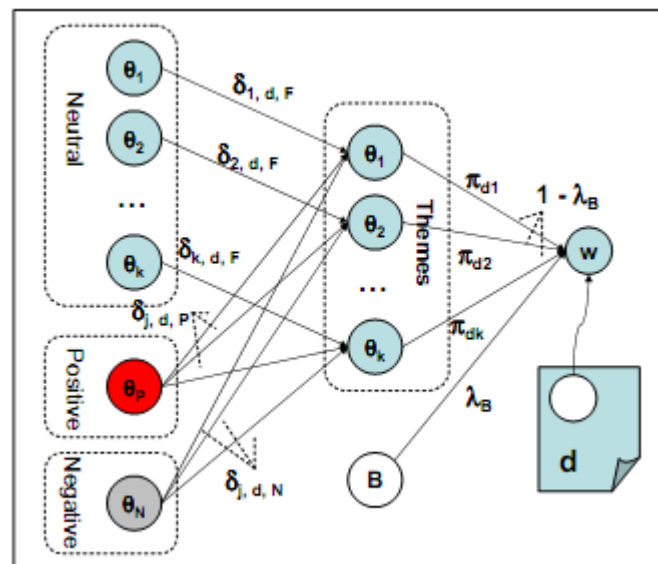 Neutral
θ1
θ2
...
θk
Positive
θP
Negative
θN
δ1, d, F
δ2, d, F
δk, d, F
δj, d, P
δj, d, N
Themes
θ1
θ2
...
θk
πd1
πd2
πdk
1 - λB
λB
B
w
d